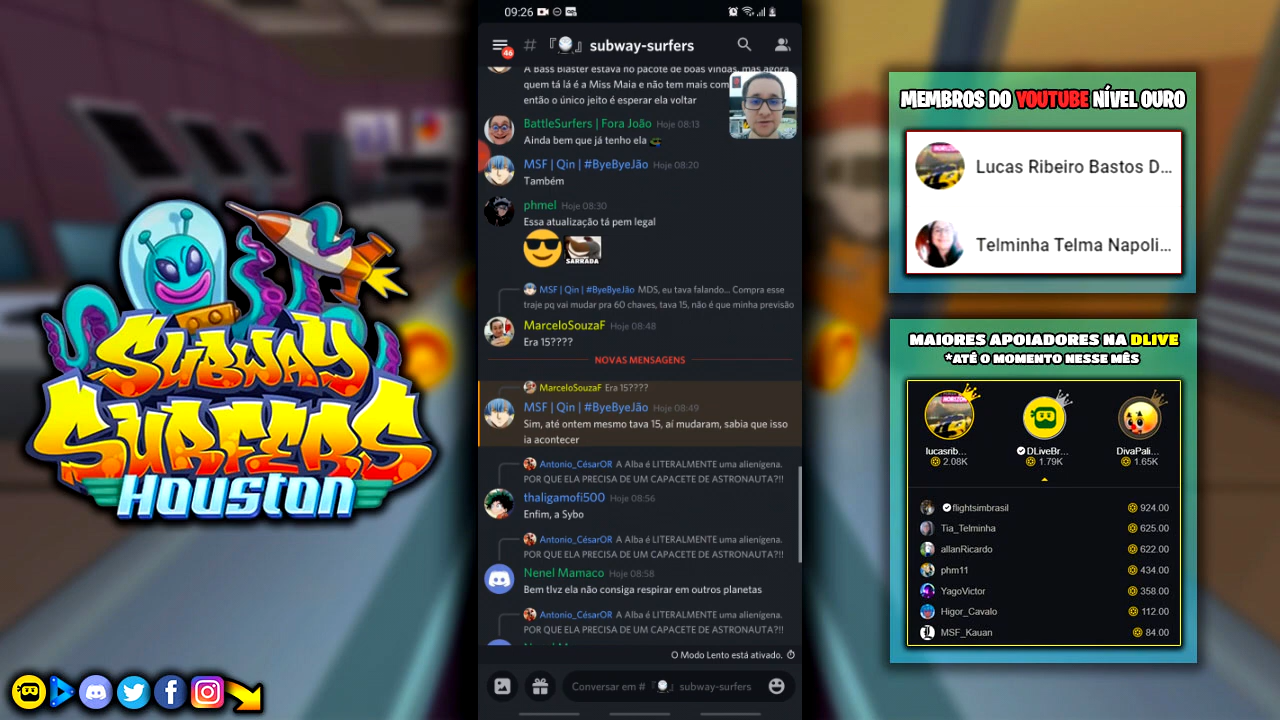 SUBWAY
SURFERS
HOUSTON
09:26
46
# 『』 subway-surfers
A Bass Blaster estava no pacote de boas vindas, mas agora
quem tá lá é a Miss Maia e não tem mais com
então o único jeito é esperar ela voltar
BattleSurfers | Fora João Hoje 08:13
Ainda bem que já tenho ela
MSF | Qin | #ByeByeJão Hoje 08:20
Também
phmel Hoje 08:30
Essa atualização tá pem legal
SARRADA
MSF | Qin | #ByeByeJão MDS, eu tava falando... Compra esse
traje pq vai mudar pra 60 chaves, tava 15, não é que minha previsão
MarceloSouzaF Hoje 08:48
Era 15????
NOVAS MENSAGENS
MarceloSouzaF Era 15????
MSF | Qin | #ByeByeJão Hoje 08:49
Sim, até ontem mesmo tava 15, aí mudaram, sabia que isso
ia acontecer
Antonio_CésarOR A Alba é LITERALMENTE uma alienígena.
POR QUE ELA PRECISA DE UM CAPACETE DE ASTRONAUTA?!!
thaligamofi500 Hoje 08:56
Enfim, a Sybo
Antonio_CésarOR A Alba é LITERALMENTE uma alienígena.
POR QUE ELA PRECISA DE UM CAPACETE DE ASTRONAUTA?!!
Nenel Mamaco Hoje 08:58
Bem tlvz ela não consiga respirar em outros planetas
Antonio_CésarOR A Alba é LITERALMENTE uma alienígena.
POR QUE ELA PRECISA DE UM CAPACETE DE ASTRONAUTA?!!
O Modo Lento está ativado.
Conversar em # 『』 subway-surfers
MEMBROS DO YOUTUBE NÍVEL OURO
HORIZON
Lucas Ribeiro Bastos D...
Telminha Telma Napoli...
MAIORES APOIADORES NA DLIVE
*ATÉ O MOMENTO NESSE MÊS
HORIZON
lucasrib... DLiveBr... DivaPali...
2.08K 1.79K 1.65K
flightsimbrasil 924.00
Tia_Telminha 625.00
allanRicardo 622.00
phm11 434.00
YagoVictor 358.00
Higor_Cavalo 112.00
MSF_Kauan 84.00